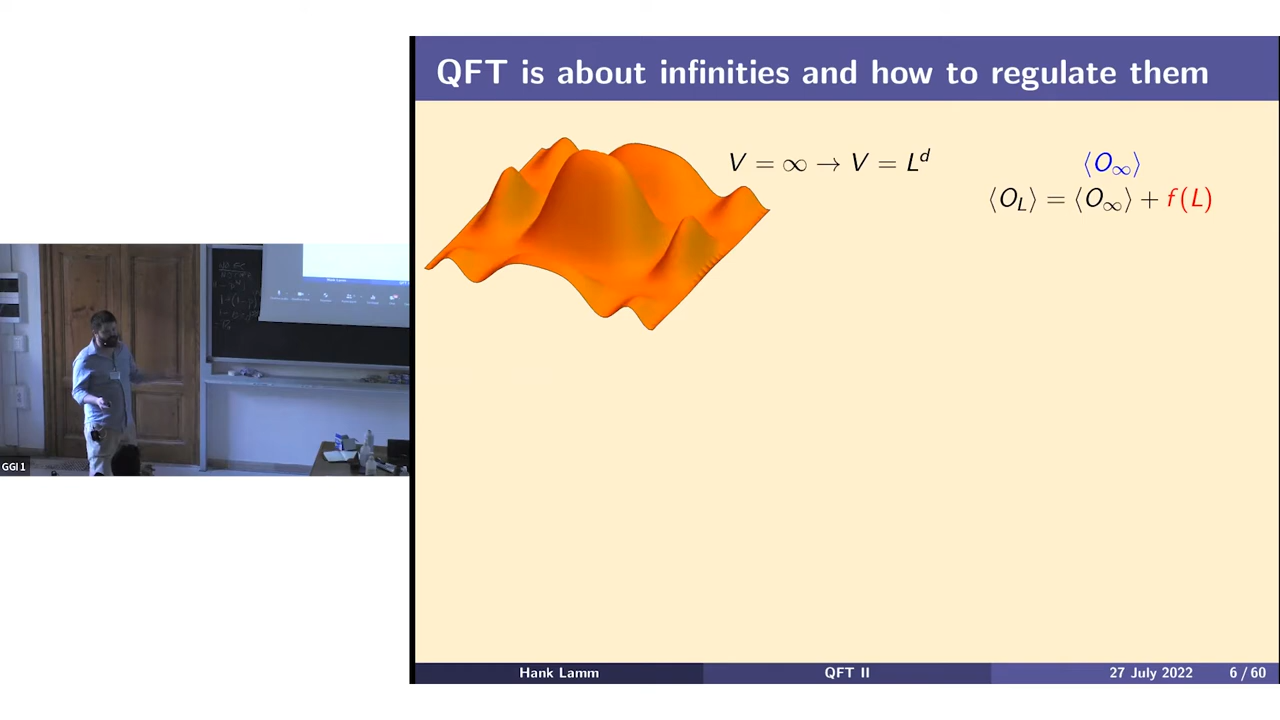 QFT is about infinities and how to regulate them
V = ∞ → V = L^d
⟨O_∞⟩
⟨O_L⟩ = ⟨O_∞⟩ + f(L)
GGI 1
Hank Lamm
QFT II
27 July 2022
6 / 60